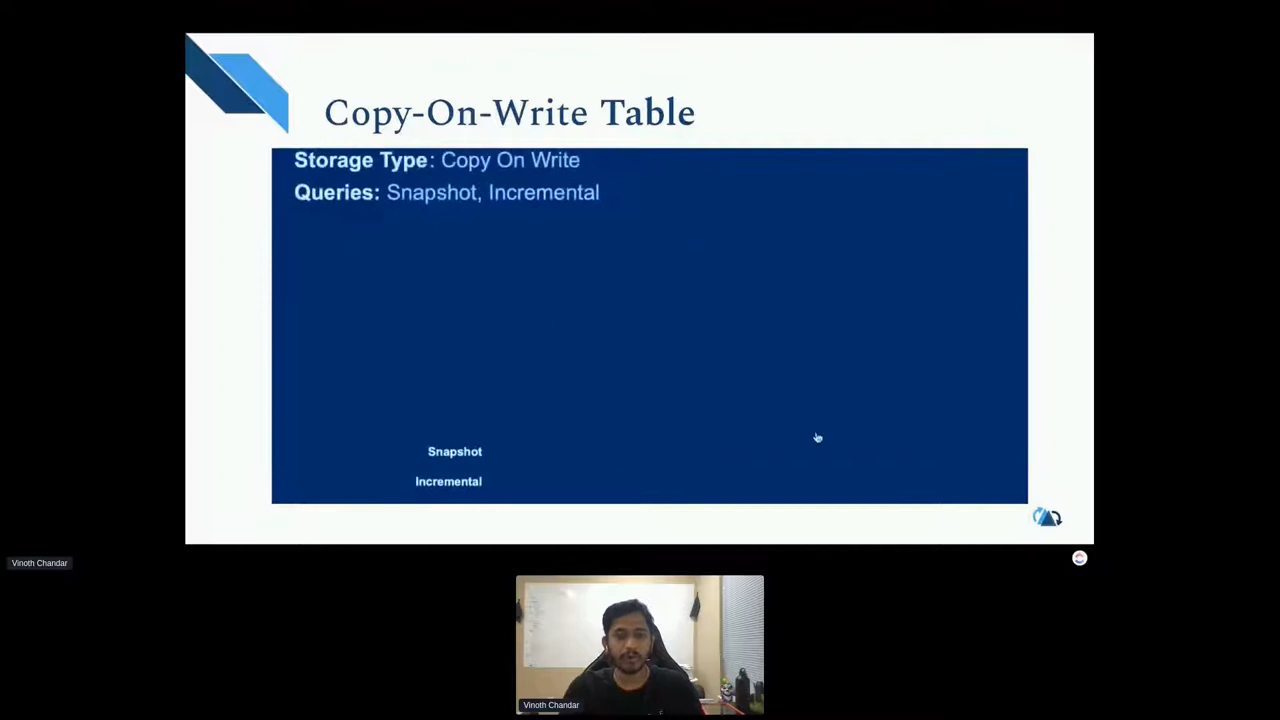 Copy-On-Write Table
Storage Type: Copy On Write
Queries: Snapshot, Incremental
Snapshot
Incremental
Vinoth Chandar
Vinoth Chandar